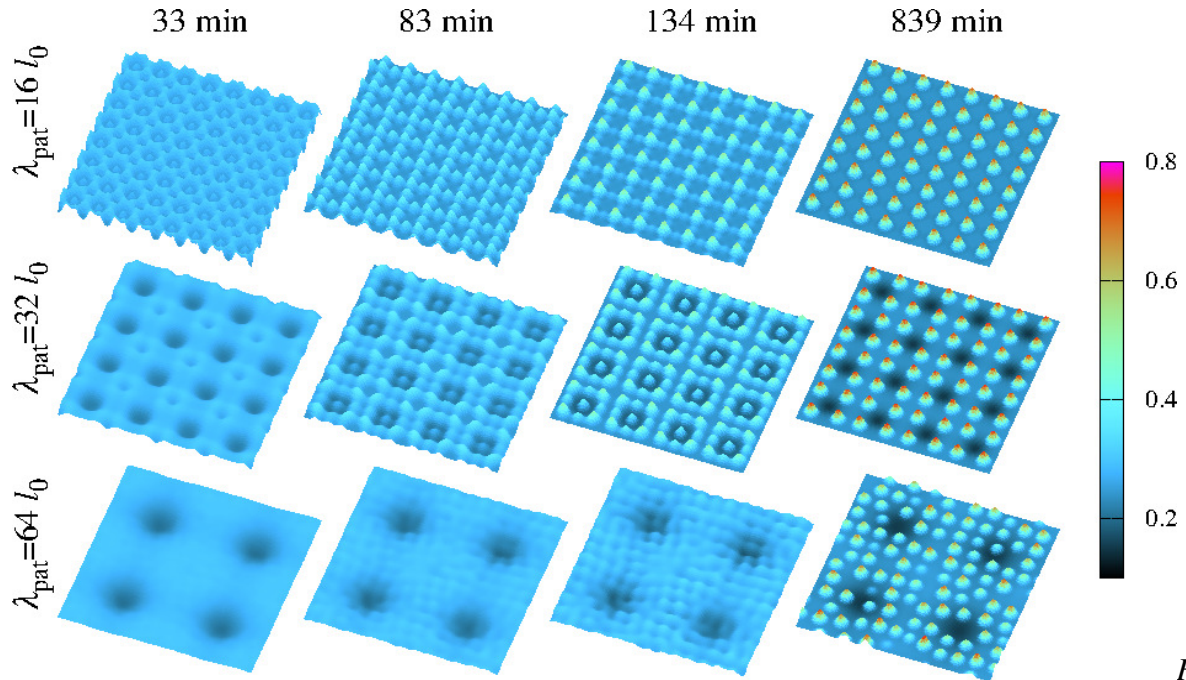 33 min 83 min 134 min 839 min
λpat=16 l0
λpat=32 l0
λpat=64 l0
0.8
0.6
0.4
0.2